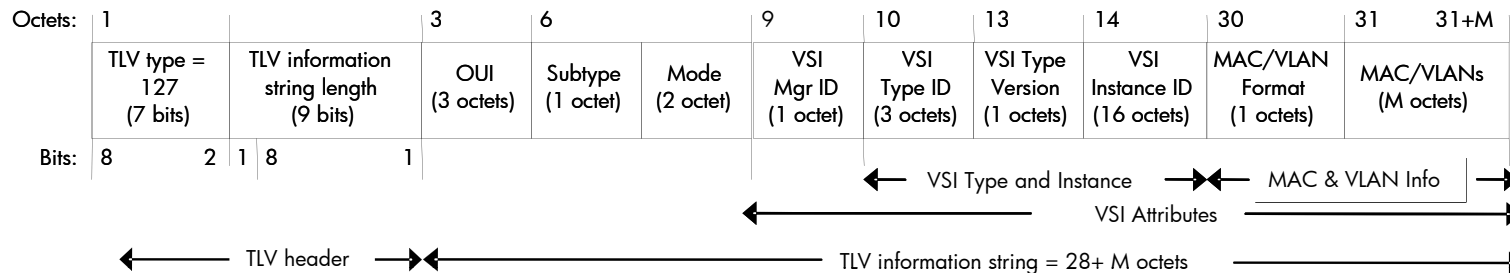 Octets: 1 3 6 9 10 13 14 30 31 31+M
TLV type =
127
(7 bits)
TLV information
string length
(9 bits)
OUI
(3 octets)
Subtype
(1 octet)
Mode
(2 octet)
VSI
Mgr ID
(1 octet)
VSI
Type ID
(3 octets)
VSI Type
Version
(1 octets)
VSI
Instance ID
(16 octets)
MAC/VLAN
Format
(1 octets)
MAC/VLANs
(M octets)
Bits: 8 2 1 8 1
VSI Type and Instance
MAC & VLAN Info
VSI Attributes
TLV header
TLV information string = 28+ M octets